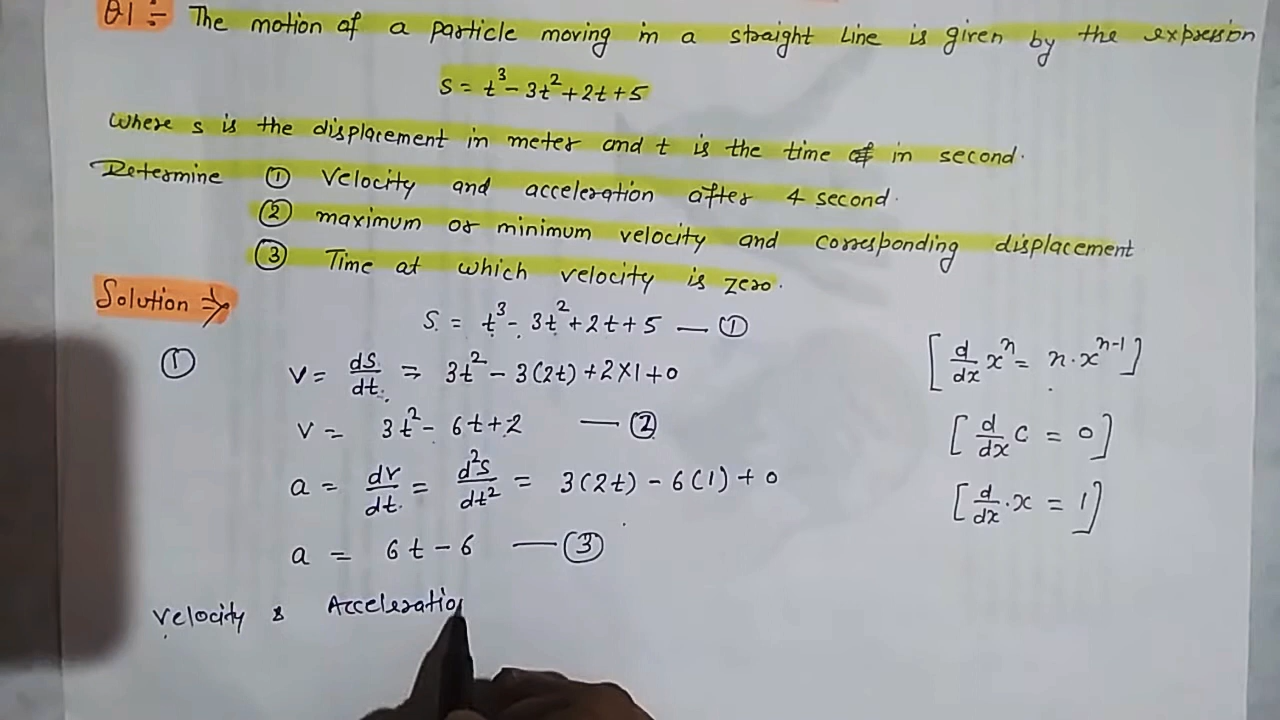 Q1:- The motion of a particle moving in a straight line is given by the expression
s = t³ - 3t² + 2t + 5
where s is the displacement in meter and t is the time in second.
Determine ① Velocity and acceleration after 4 second.
② maximum or minimum velocity and corresponding displacement
③ Time at which velocity is zero.
Solution ⇒
S = t³ - 3t² + 2t + 5 — ①
① v = ds/dt = 3t² - 3(2t) + 2×1 + 0
[d/dx xⁿ = n·xⁿ⁻¹]
v = 3t² - 6t + 2 — ②
[d/dx c = 0]
a = dv/dt = d²s/dt² = 3(2t) - 6(1) + 0
[d/dx · x = 1]
a = 6t - 6 — ③
Velocity & Acceleratio